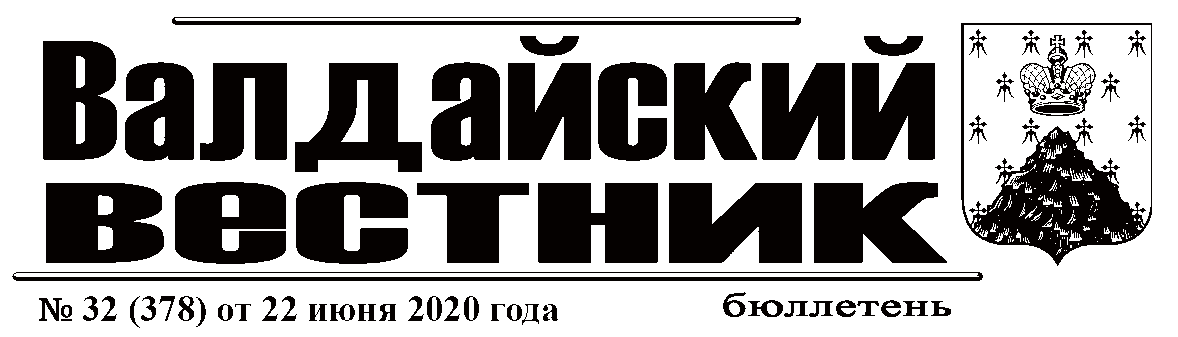 Валдайский
вестник
№ 32 (378) от 22 июня 2020 года
бюллетень